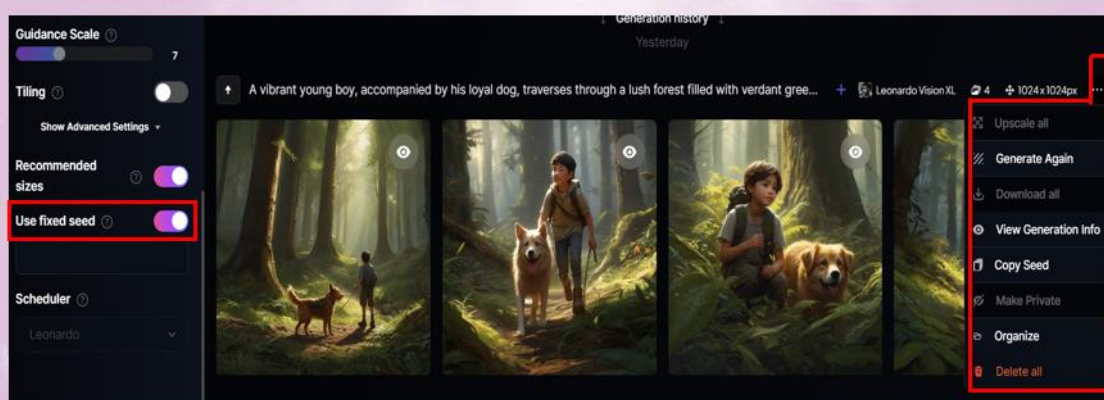 Guidance Scale
7
Tiling
Show Advanced Settings
Recommended
sizes
Use fixed seed
Scheduler
Leonardo
Generation history
Yesterday
A vibrant young boy, accompanied by his loyal dog, traverses through a lush forest filled with verdant gree...
Leonardo Vision XL
4
1024 x 1024px
Upscale all
Generate Again
Download all
View Generation Info
Copy Seed
Make Private
Organize
Delete all